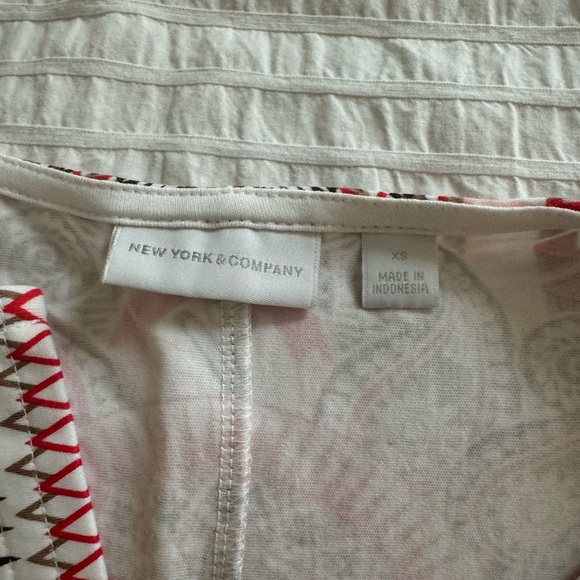 NEW YORK & COMPANY
XS
MADE IN
INDONESIA